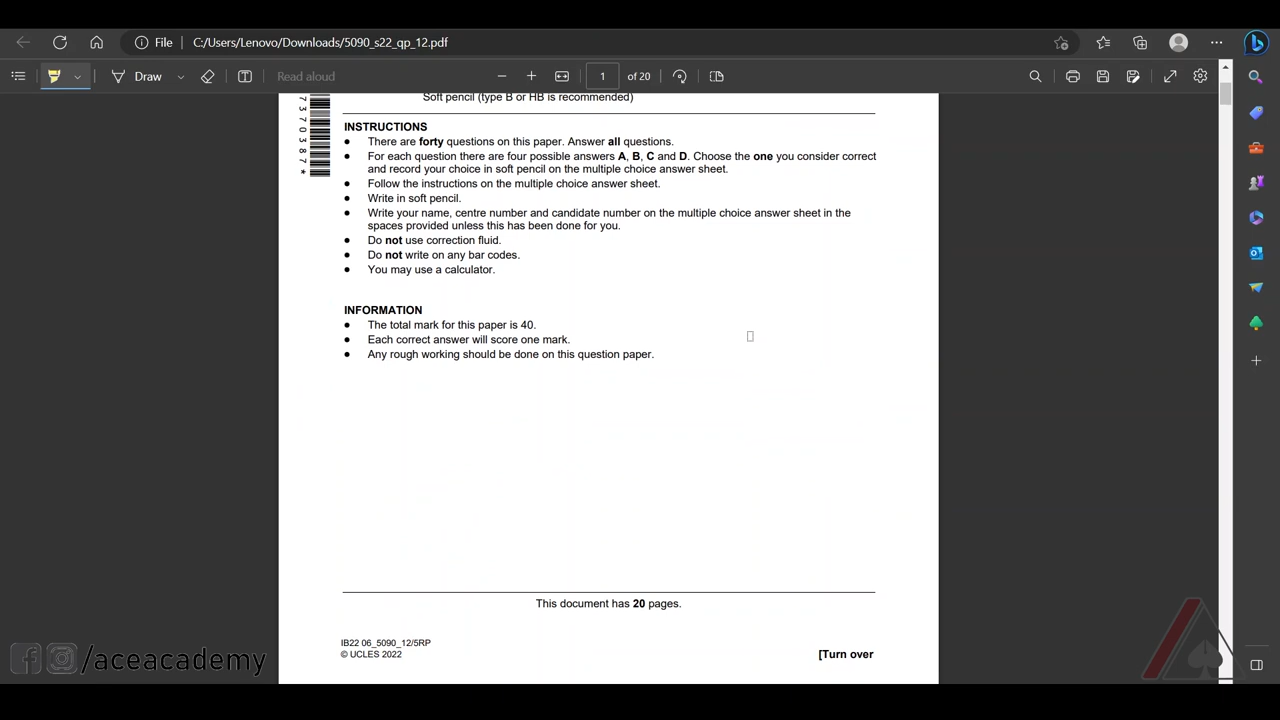 File
C:/Users/Lenovo/Downloads/5090_s22_qp_12.pdf
Draw
Read aloud
1
of 20
7370387*
Soft pencil (type B or HB is recommended)
INSTRUCTIONS
● There are forty questions on this paper. Answer all questions.
● For each question there are four possible answers A, B, C and D. Choose the one you consider correct
and record your choice in soft pencil on the multiple choice answer sheet.
● Follow the instructions on the multiple choice answer sheet.
● Write in soft pencil.
● Write your name, centre number and candidate number on the multiple choice answer sheet in the
spaces provided unless this has been done for you.
● Do not use correction fluid.
● Do not write on any bar codes.
● You may use a calculator.
INFORMATION
● The total mark for this paper is 40.
● Each correct answer will score one mark.
● Any rough working should be done on this question paper.
This document has 20 pages.
IB22 06_5090_12/5RP
© UCLES 2022
[Turn over
/aceacademy